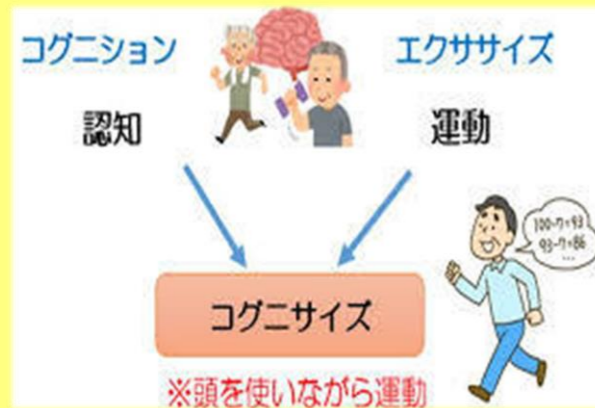 コグニション
エクササイズ
認知
運動
100-7=93
93-7=86
...
コグニサイズ
※頭を使いながら運動